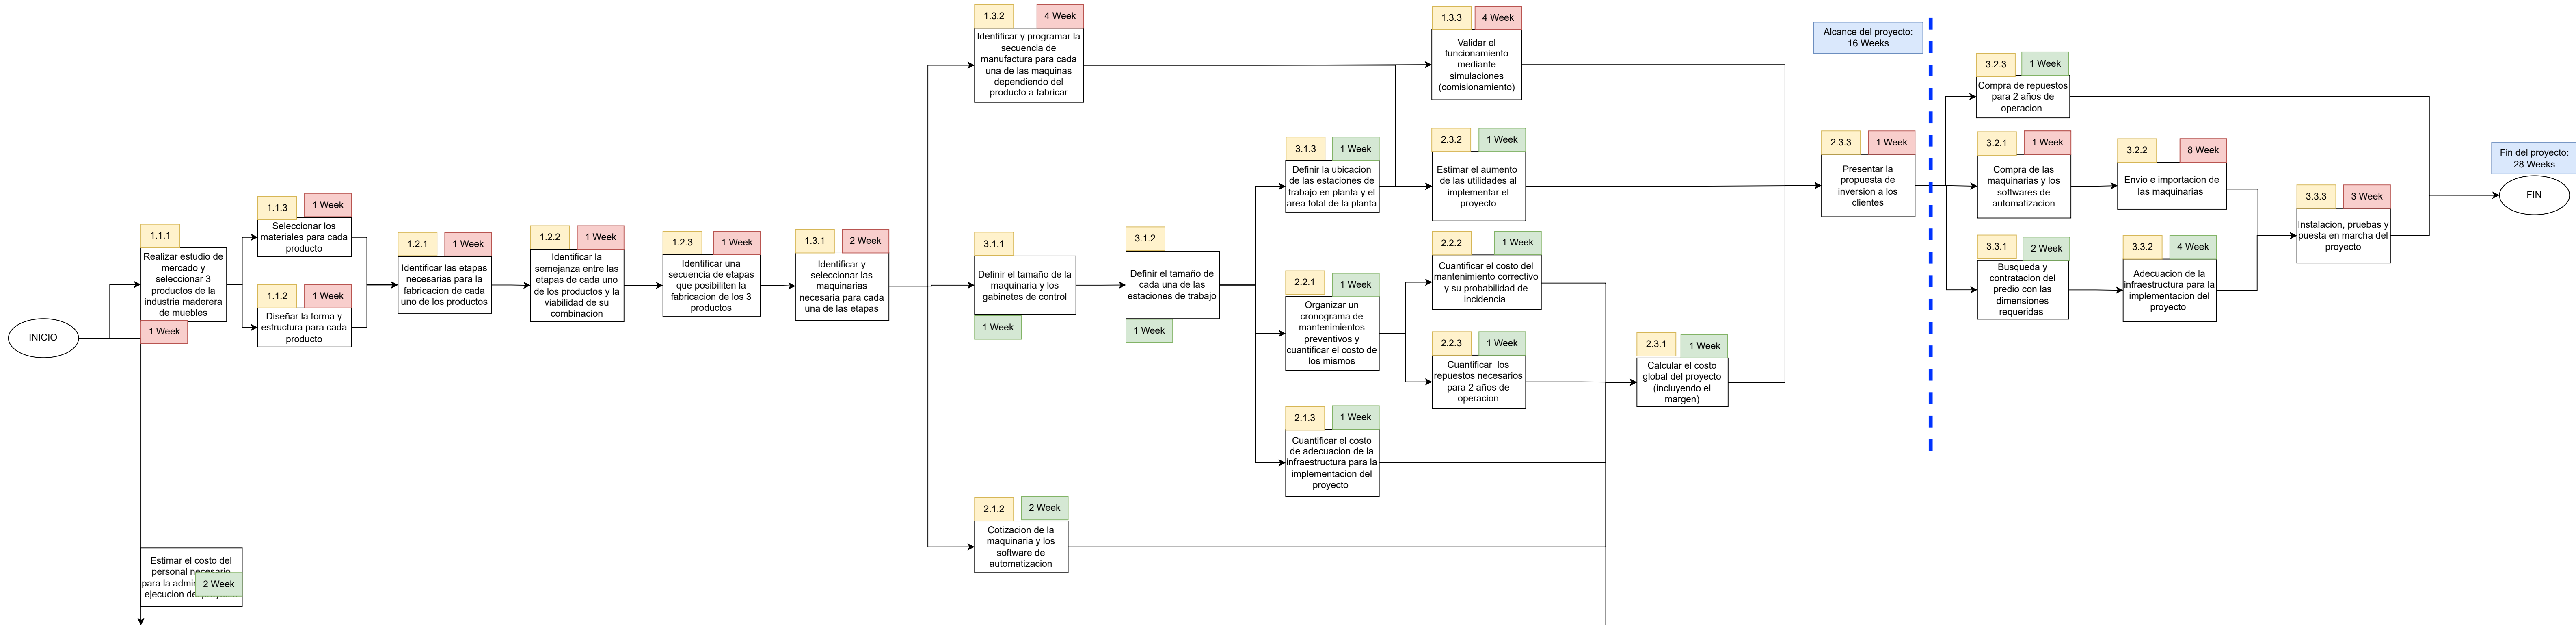 INICIO
1.1.1
Realizar estudio de
mercado y
seleccionar 3
productos de la
industria maderera
de muebles
1 Week
1.1.3
1 Week
Seleccionar los
materiales para cada
producto
1.1.2
1 Week
Diseñar la forma y
estructura para cada
producto
1.2.1
1 Week
Identificar las etapas
necesarias para la
fabricacion de cada
uno de los productos
1.2.2
1 Week
Identificar la
semejanza entre las
etapas de cada uno
de los productos y la
viabilidad de su
combinacion
1.2.3
1 Week
Identificar una
secuencia de etapas
que posibiliten la
fabricacion de los 3
productos
1.3.1
2 Week
Identificar y
seleccionar las
maquinarias
necesaria para cada
una de las etapas
1.3.2
4 Week
Identificar y programar la
secuencia de
manufactura para cada
una de las maquinas
dependiendo del
producto a fabricar
3.1.1
Definir el tamaño de la
maquinaria y los
gabinetes de control
1 Week
3.1.2
Definir el tamaño de
cada una de las
estaciones de trabajo
1 Week
2.1.2
2 Week
Cotizacion de la
maquinaria y los
software de
automatizacion
Estimar el costo del
personal necesario
para la
2 Week
ejecucion
3.1.3
1 Week
Definir la ubicacion
de las estaciones de
trabajo en planta y el
area total de la planta
2.2.1
1 Week
Organizar un
cronograma de
mantenimientos
preventivos y
cuantificar el costo de
los mismos
2.1.3
1 Week
Cuantificar el costo
de adecuacion de la
infraestructura para la
implementacion del
proyecto
1.3.3
4 Week
Validar el
funcionamiento
mediante
simulaciones
(comisionamiento)
2.3.2
1 Week
Estimar el aumento
de las utilidades al
implementar el
proyecto
2.2.2
1 Week
Cuantificar el costo del
mantenimiento correctivo
y su probabilidad de
incidencia
2.2.3
1 Week
Cuantificar los
repuestos necesarios
para 2 años de
operacion
2.3.1
1 Week
Calcular el costo
global del proyecto
(incluyendo el
margen)
Alcance del proyecto:
16 Weeks
2.3.3
1 Week
Presentar la
propuesta de
inversion a los
clientes
3.2.3
1 Week
Compra de repuestos
para 2 años de
operacion
3.2.1
1 Week
Compra de las
maquinarias y los
softwares de
automatizacion
3.3.1
2 Week
Busqueda y
contratacion del
predio con las
dimensiones
requeridas
3.2.2
8 Week
Envio e importacion de
las maquinarias
3.3.2
4 Week
Adecuacion de la
infraestructura para la
implementacion del
proyecto
3.3.3
3 Week
Instalacion, pruebas y
puesta en marcha del
proyecto
Fin del proyecto:
28 Weeks
FIN